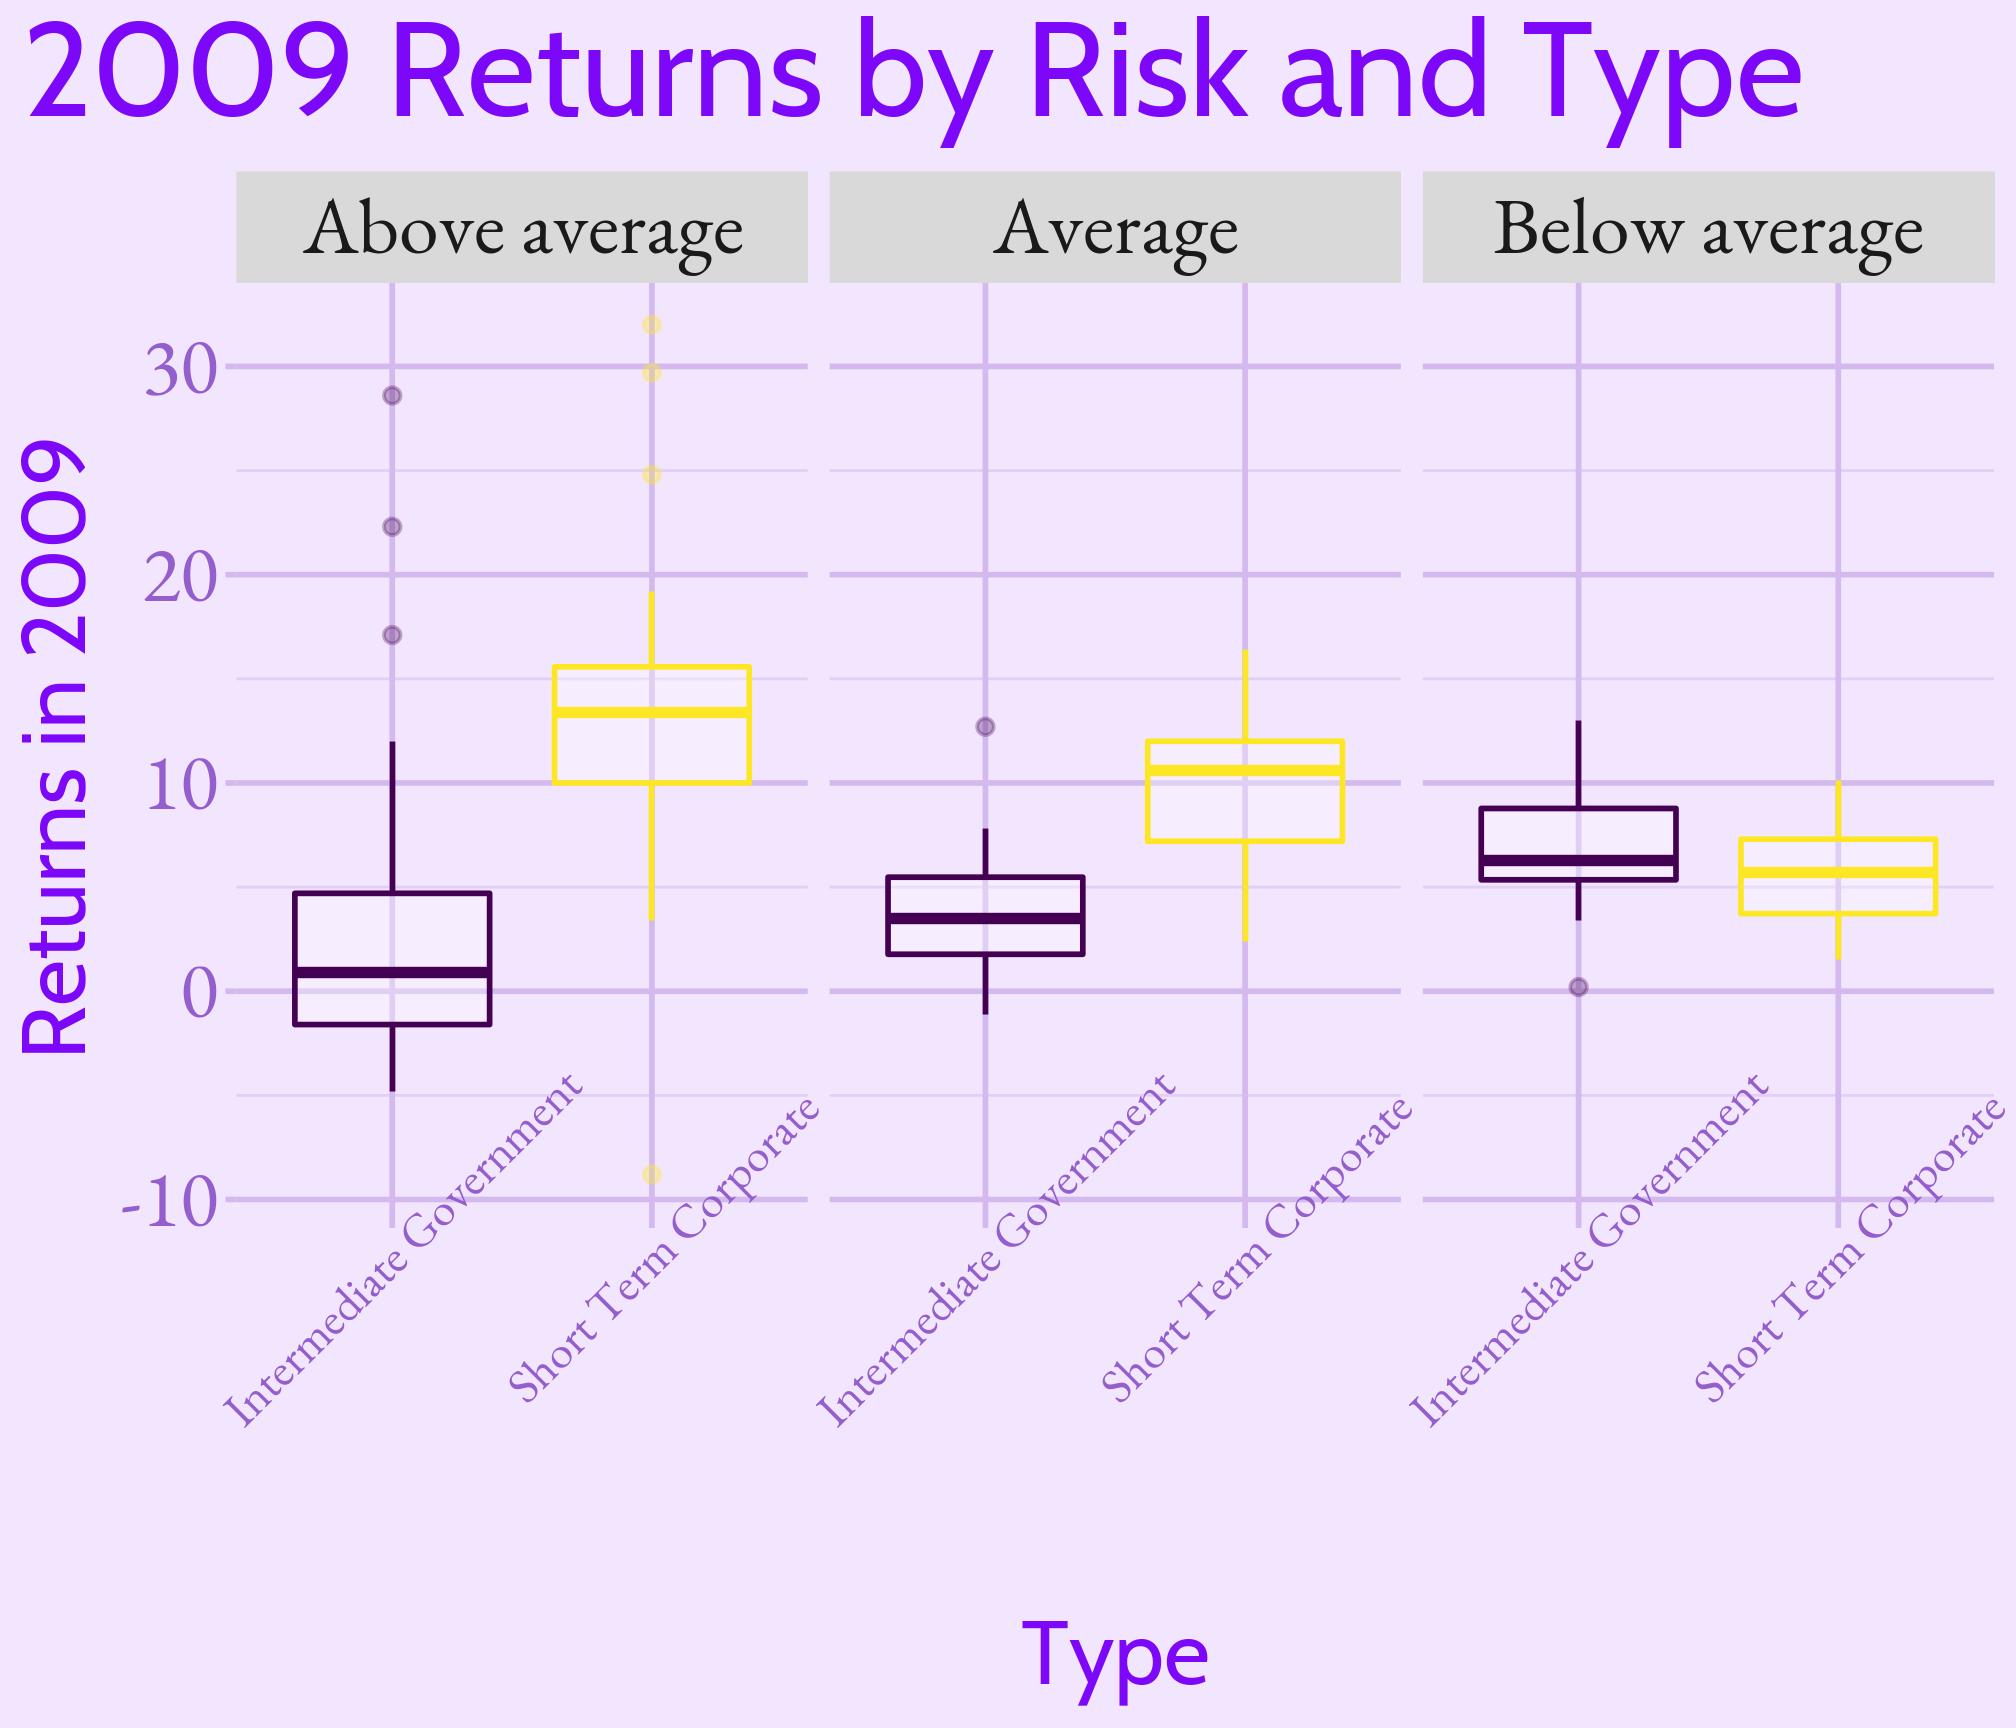 2009 Returns by Risk and Type
Above average
Average
Below average
Returns in 2009
30
20
10
0
-10
Intermediate Government
Short Term Corporate
Intermediate Government
Short Term Corporate
Intermediate Government
Short Term Corporate
Type